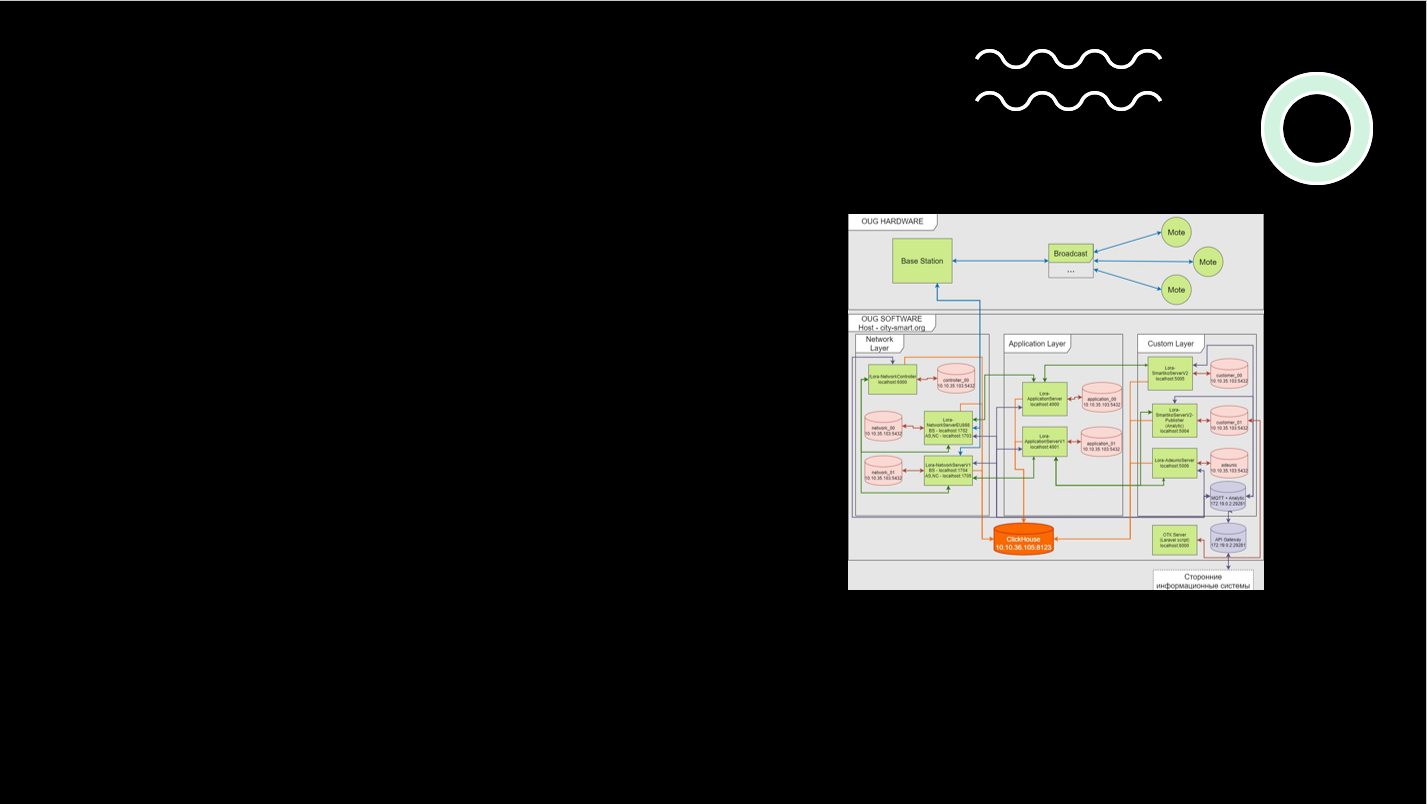 OUG HARDWARE
Base Station
Broadcast
...
Mote
Mote
Mote
OUG SOFTWARE
Host - city-smart.org
Network
Layer
Application Layer
Custom Layer
Lora-NetworkController
localhost:6000
controller_00
10.10.35.103:5432
network_00
10.10.35.103:5432
Lora-
NetworkServerEU868
BS - localhost:1702
AS,NC - localhost:1703
network_01
10.10.35.103:5432
Lora-NetworkServerV1
BS - localhost:1704
AS,NC - localhost:1705
Lora-
ApplicationServer
localhost:4000
application_00
10.10.35.103:5432
Lora-
ApplicationServerV1
localhost:4001
application_01
10.10.35.103:5432
Lora-
SmartikoServerV2
localhost:5005
customer_00
10.10.35.103:5432
Lora-
SmartikoServerV2-
Publisher
(Analytic)
localhost:5004
customer_01
10.10.35.103:5432
Lora-AdeunisServer
localhost:5006
adeunis
10.10.35.103:5432
MQTT + Analytic
172.19.0.2:29281
ClickHouse
10.10.36.105:8123
OTK Server
(Laravel script)
localhost:8000
API Gateway
172.19.0.2:29281
Сторонние
информационные системы